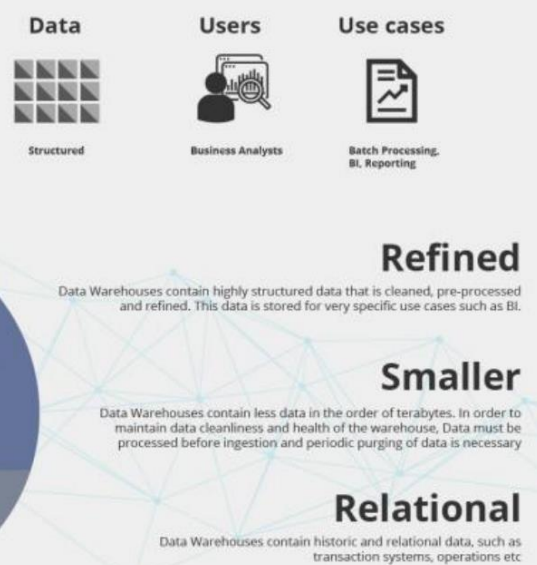 Data
Users
Use cases
Structured
Business Analysts
Batch Processing,
BI, Reporting
Refined
Data Warehouses contain highly structured data that is cleaned, pre-processed
and refined. This data is stored for very specific use cases such as BI.
Smaller
Data Warehouses contain less data in the order of terabytes. In order to
maintain data cleanliness and health of the warehouse, Data must be
processed before ingestion and periodic purging of data is necessary
Relational
Data Warehouses contain historic and relational data, such as
transaction systems, operations etc